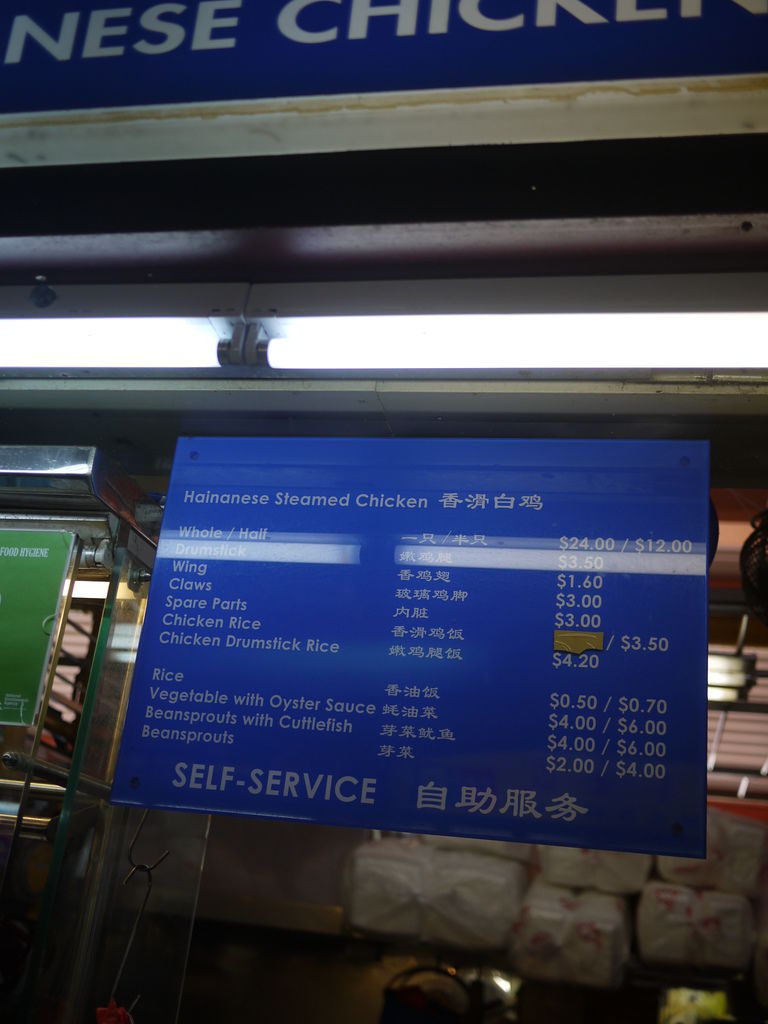 NESE CHICKEN
FOOD HYGIENE
Hainanese Steamed Chicken 香滑白鸡
Whole / Half 一只/半只 $24.00 / $12.00
Drumstick 嫩鸡腿 $3.50
Wing 香鸡翅 $1.60
Claws 玻璃鸡脚 $3.00
Spare Parts 内脏 $3.00
Chicken Rice 香滑鸡饭 / $3.50
Chicken Drumstick Rice 嫩鸡腿饭 $4.20
Rice 香油饭 $0.50 / $0.70
Vegetable with Oyster Sauce 蚝油菜 $4.00 / $6.00
Beansprouts with Cuttlefish 芽菜鱿鱼 $4.00 / $6.00
Beansprouts 芽菜 $2.00 / $4.00
SELF-SERVICE 自助服务